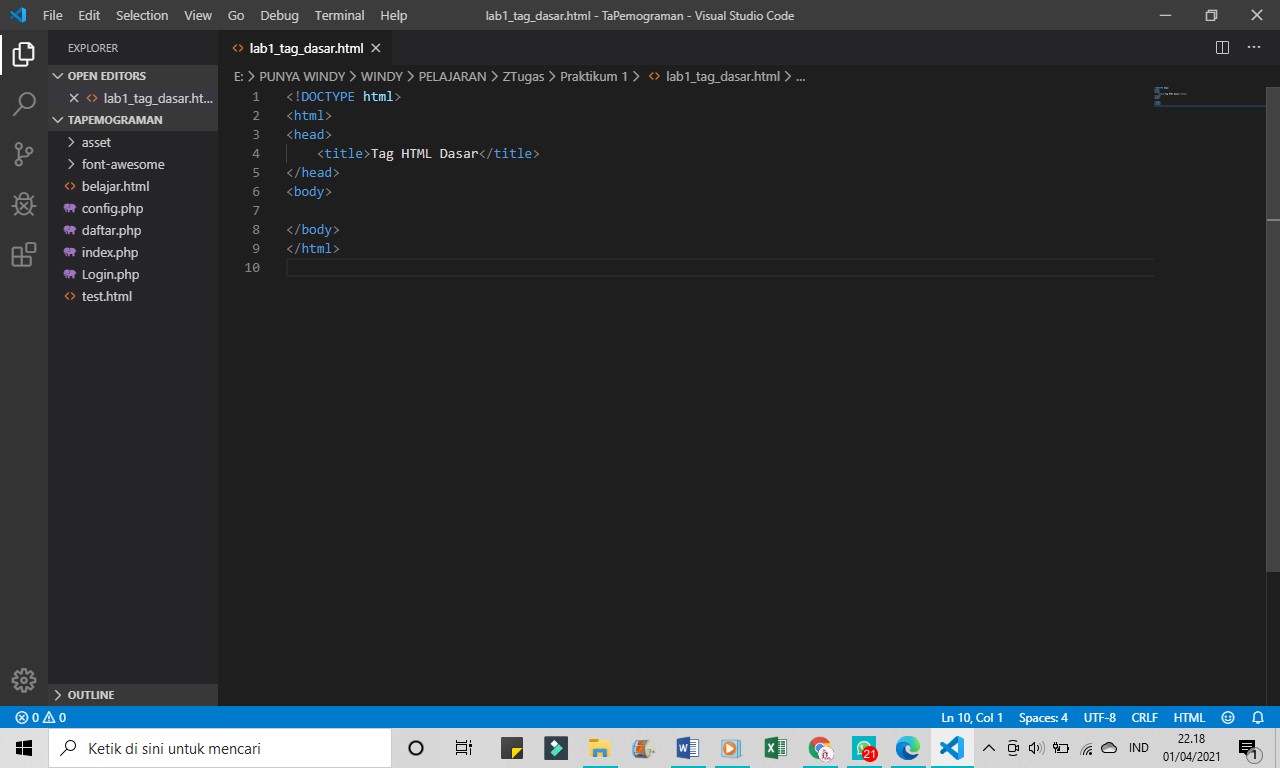 File Edit Selection View Go Debug Terminal Help
lab1_tag_dasar.html - TaPemograman - Visual Studio Code
EXPLORER
OPEN EDITORS
lab1_tag_dasar.ht...
TAPEMOGRAMAN
asset
font-awesome
belajar.html
config.php
daftar.php
index.php
Login.php
test.html
OUTLINE
lab1_tag_dasar.html
E: > PUNYA WINDY > WINDY > PELAJARAN > ZTugas > Praktikum 1 > lab1_tag_dasar.html > ...
1 <!DOCTYPE html>
2 <html>
3 <head>
4     <title>Tag HTML Dasar</title>
5 </head>
6 <body>
7
8 </body>
9 </html>
10
0 0
Ln 10, Col 1 Spaces: 4 UTF-8 CRLF HTML
Ketik di sini untuk mencari
21
IND
22.18
01/04/2021
1